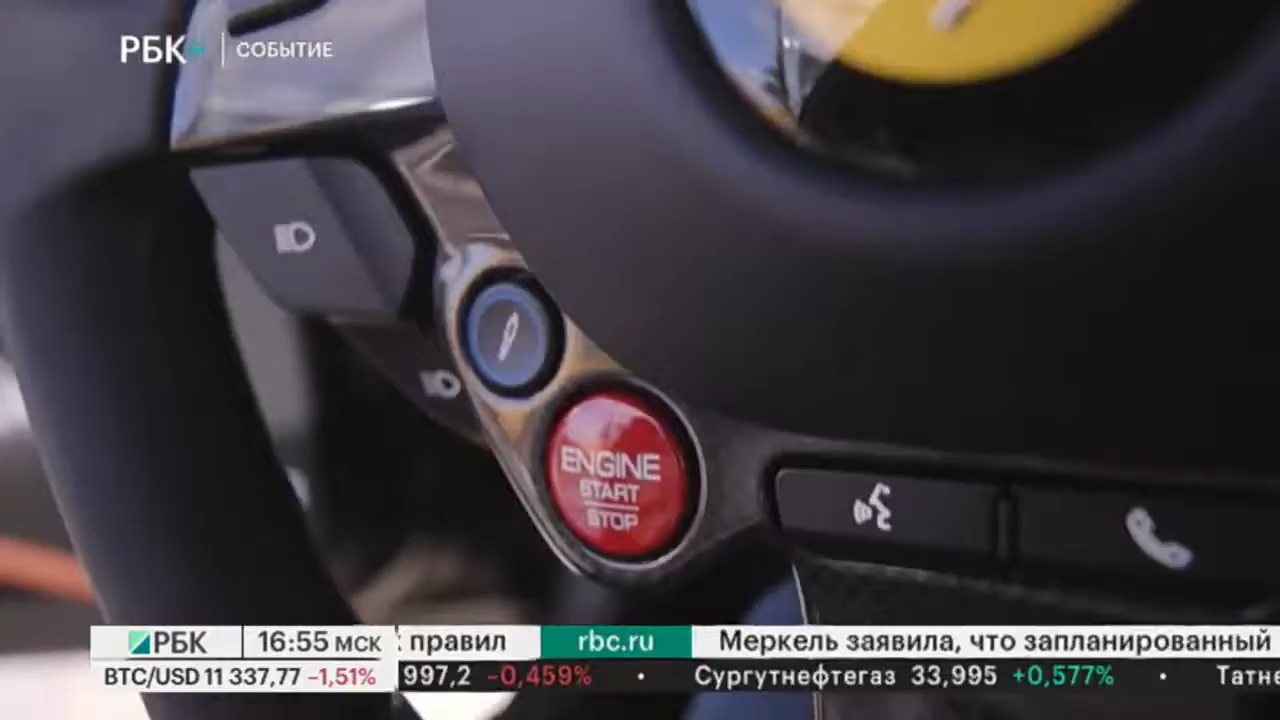 РБК+ СОБЫТИЕ
ENGINE
START
STOP
РБК 16:55 МСК правил rbc.ru Меркель заявила, что запланированный
BTC/USD 11 337,77 -1,51% 997,2 -0,459% • Сургутнефтегаз 33,995 +0,577% •